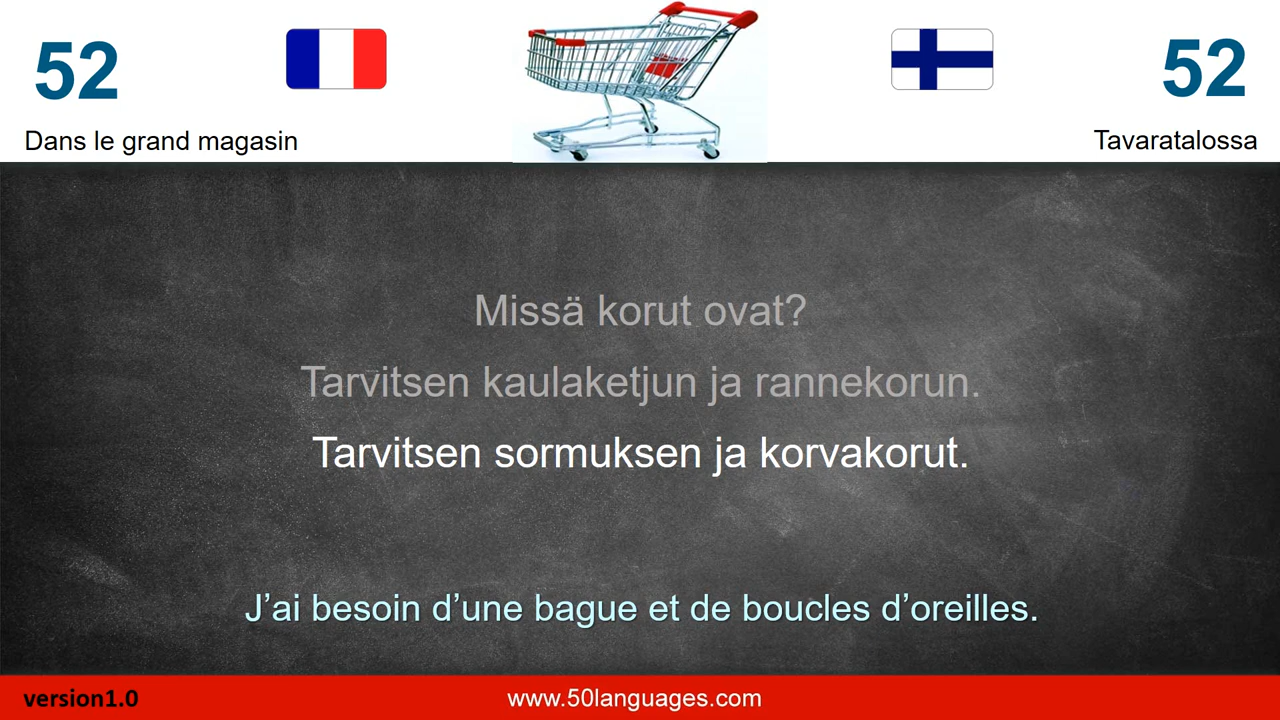 52
52
Dans le grand magasin
Tavaratalossa
Missä korut ovat?
Tarvitsen kaulaketjun ja rannekorun.
Tarvitsen sormuksen ja korvakorut.
J’ai besoin d’une bague et de boucles d’oreilles.
version1.0
www.50languages.com